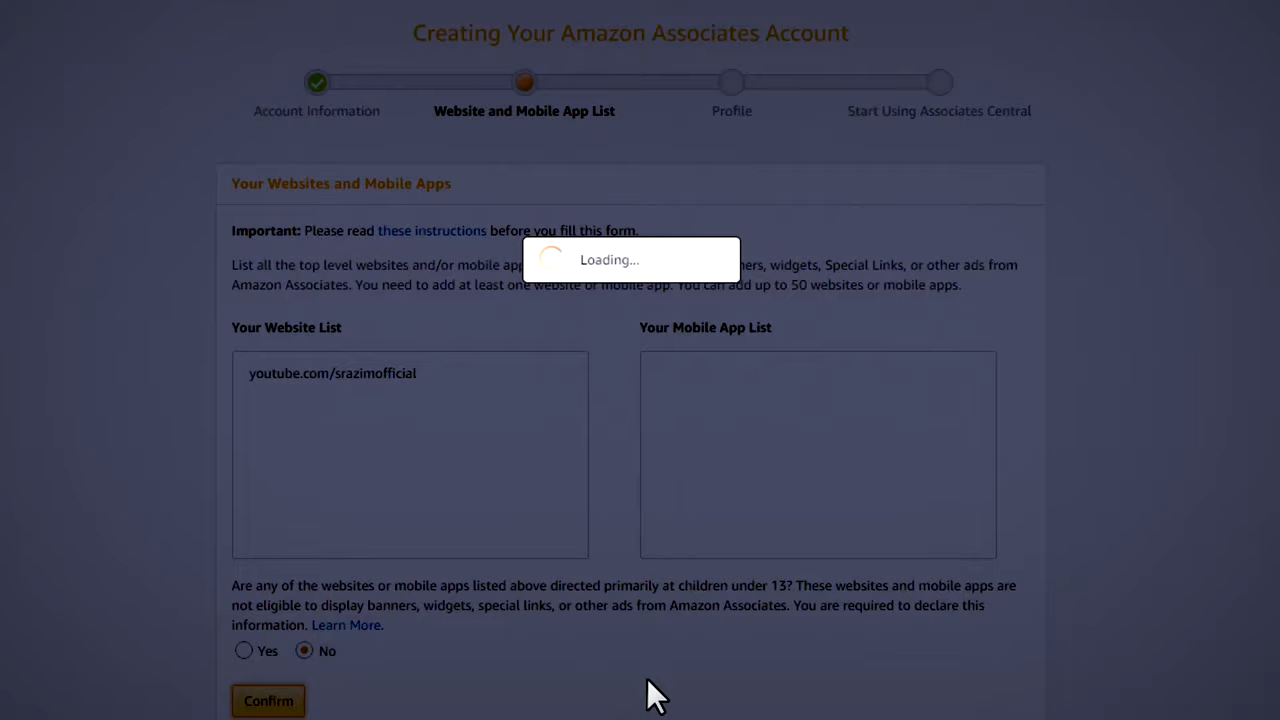 Creating Your Amazon Associates Account
Account Information
Website and Mobile App List
Profile
Start Using Associates Central
Your Websites and Mobile Apps
Important: Please read these instructions before you fill this form.
Loading...
List all the top level websites and/or mobile app ers, widgets, Special Links, or other ads from
Amazon Associates. You need to add at least one website or mobile app. You can add up to 50 websites or mobile apps.
Your Website List
Your Mobile App List
youtube.com/srazimofficial
Are any of the websites or mobile apps listed above directed primarily at children under 13? These websites and mobile apps are
not eligible to display banners, widgets, special links, or other ads from Amazon Associates. You are required to declare this
information. Learn More.
Yes
No
Confirm